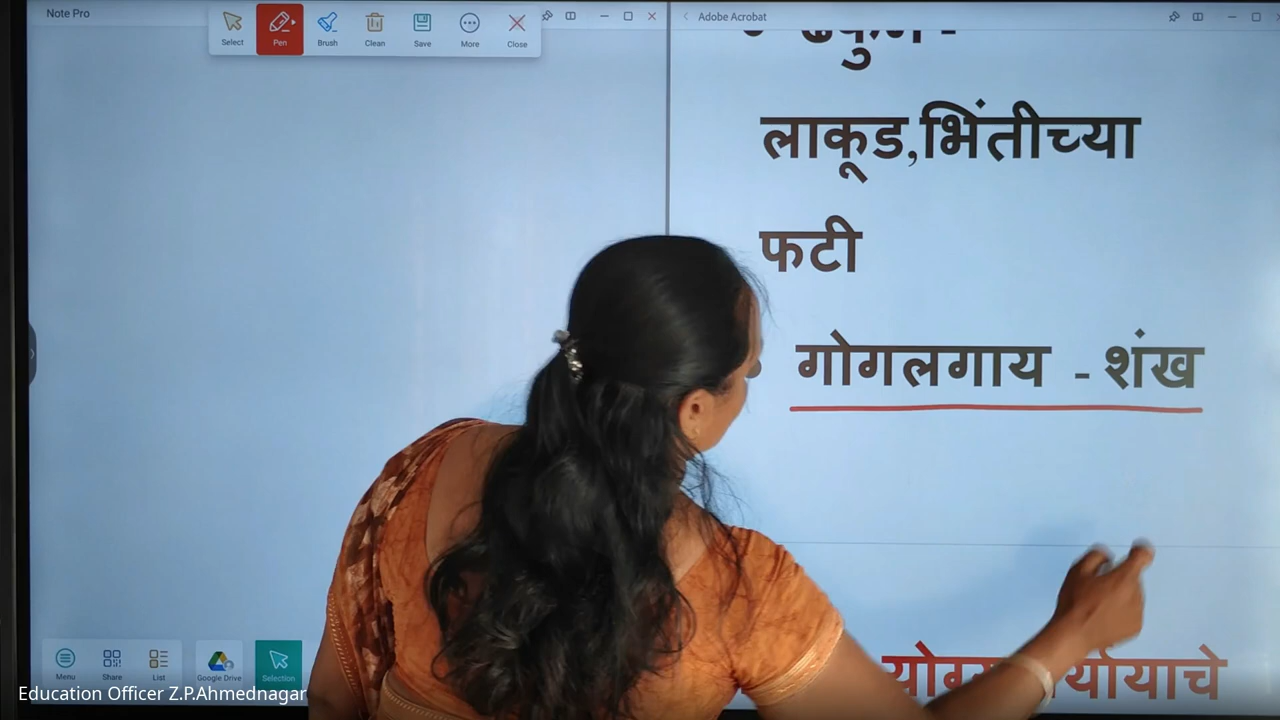 Note Pro
Select
Pen
Brush
Clean
Save
More
Close
Adobe Acrobat
लाकूड,भिंतीच्या
फटी
गोगलगाय - शंख
Menu
Share
List
Google Drive
Selection
Education Officer Z.P.Ahmednagar